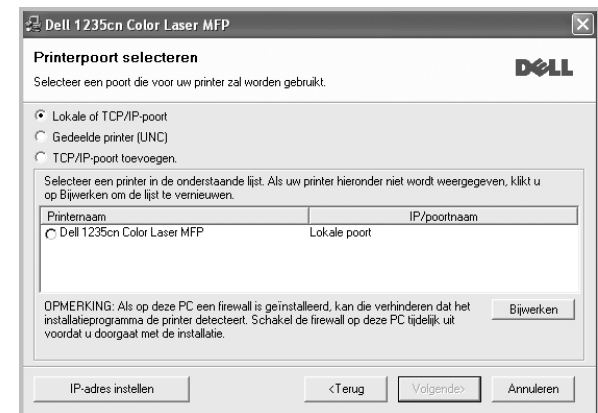 Dell 1235cn Color Laser MFP
Printerpoort selecteren
Selecteer een poort die voor uw printer zal worden gebruikt.
DELL
Lokale of TCP/IP-poort
Gedeelde printer (UNC)
TCP/IP-poort toevoegen.
Selecteer een printer in de onderstaande lijst. Als uw printer hieronder niet wordt weergegeven, klikt u
op Bijwerken om de lijst te vernieuwen.
Printernaam IP/poortnaam
Dell 1235cn Color Laser MFP Lokale poort
OPMERKING: Als op deze PC een firewall is geïnstalleerd, kan die verhinderen dat het
installatieprogramma de printer detecteert. Schakel de firewall op deze PC tijdelijk uit
voordat u doorgaat met de installatie.
Bijwerken
IP-adres instellen <Terug Volgende> Annuleren